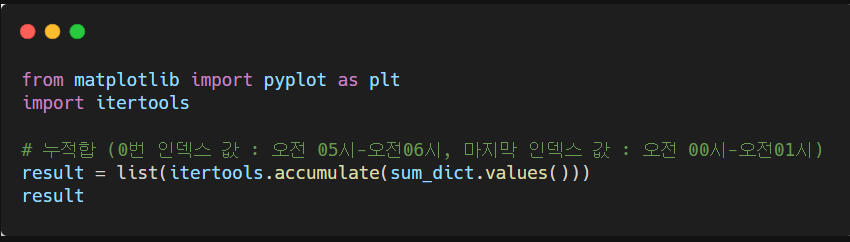 from matplotlib import pyplot as plt
import itertools
# 누적합 (0번 인덱스 값 : 오전 05시-오전06시, 마지막 인덱스 값 : 오전 00시-오전01시)
result = list(itertools.accumulate(sum_dict.values()))
result